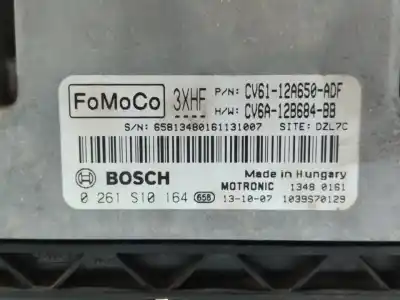 FoMoCo 3XHF P/N: CV61-12A650-ADF
H/W: CV6A-12B684-BB
S/N: 65813480161131007 SITE: DZL7C
BOSCH Made in Hungary
MOTRONIC 1348 0161
0 261 S10 164 658 13-10-07 1039S70129